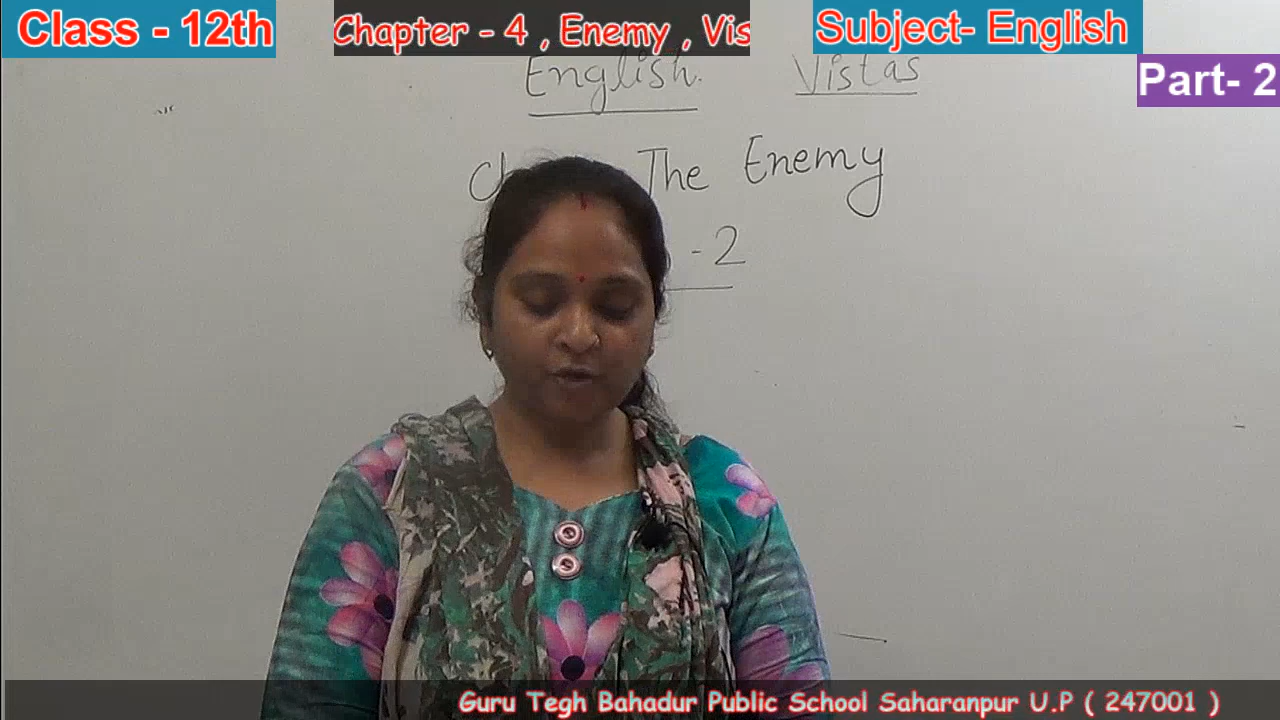 Class - 12th
Chapter - 4 , Enemy , Vis
Subject- English
Part- 2
English.
Vistas
The Enemy
-2
Guru Tegh Bahadur Public School Saharanpur U.P ( 247001 )